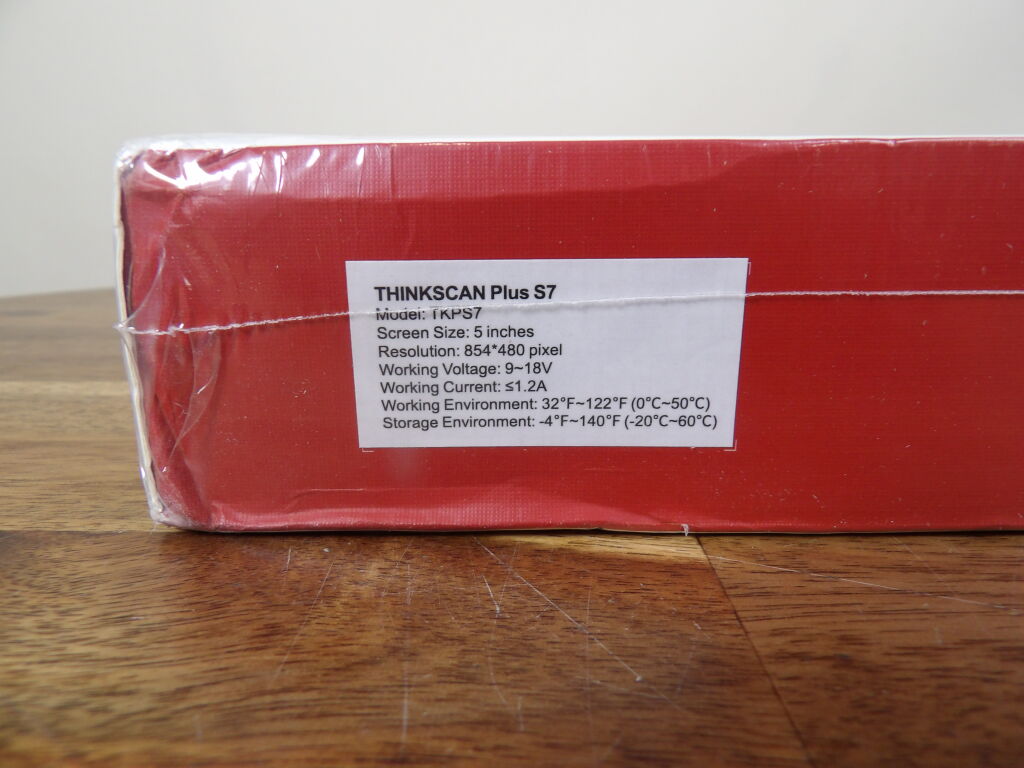 THINKSCAN Plus S7
Model: TKPS7
Screen Size: 5 inches
Resolution: 854*480 pixel
Working Voltage: 9~18V
Working Current: ≤1.2A
Working Environment: 32°F~122°F (0°C~50°C)
Storage Environment: -4°F~140°F (-20°C~60°C)